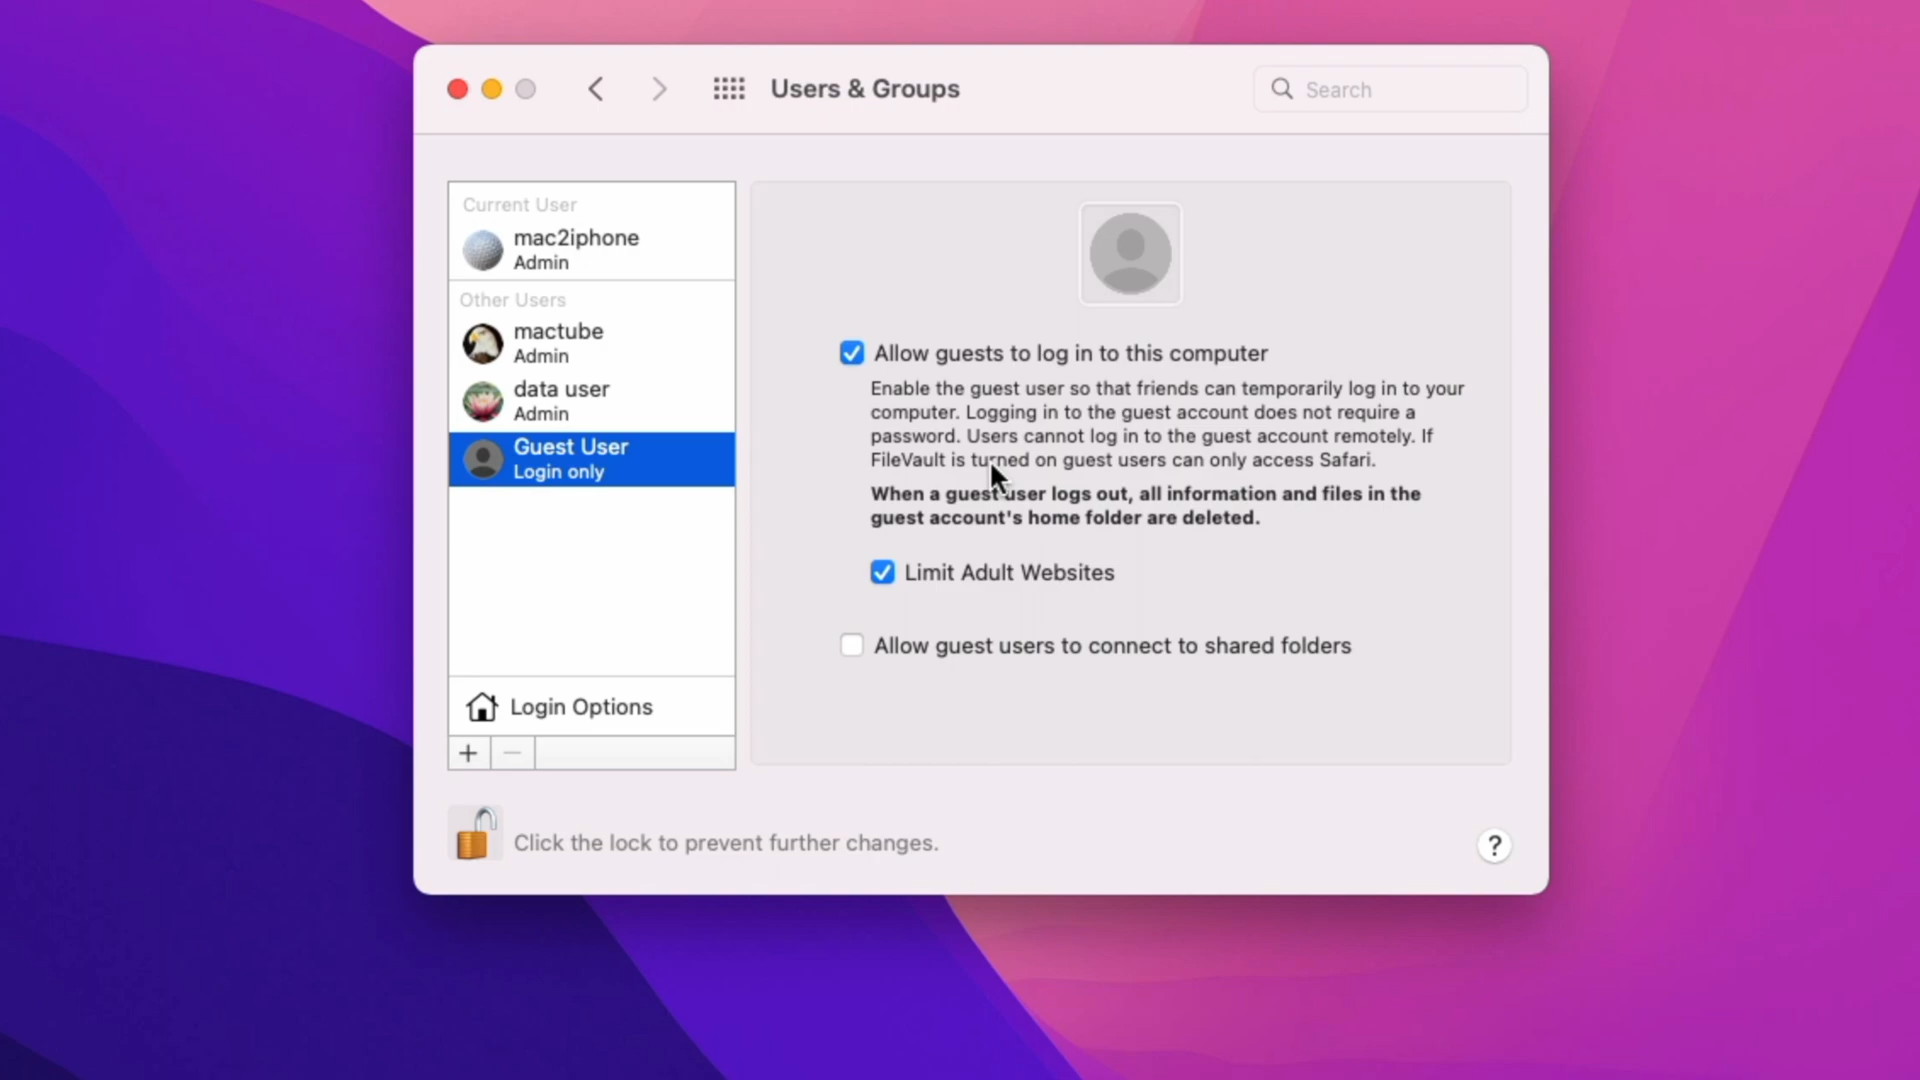 Users & Groups
Search
Current User
mac2iphone
Admin
Other Users
mactube
Admin
data user
Admin
Guest User
Login only
Login Options
+
−
Allow guests to log in to this computer
Enable the guest user so that friends can temporarily log in to your
computer. Logging in to the guest account does not require a
password. Users cannot log in to the guest account remotely. If
FileVault is turned on guest users can only access Safari.
When a guest user logs out, all information and files in the
guest account's home folder are deleted.
Limit Adult Websites
Allow guest users to connect to shared folders
Click the lock to prevent further changes.
?